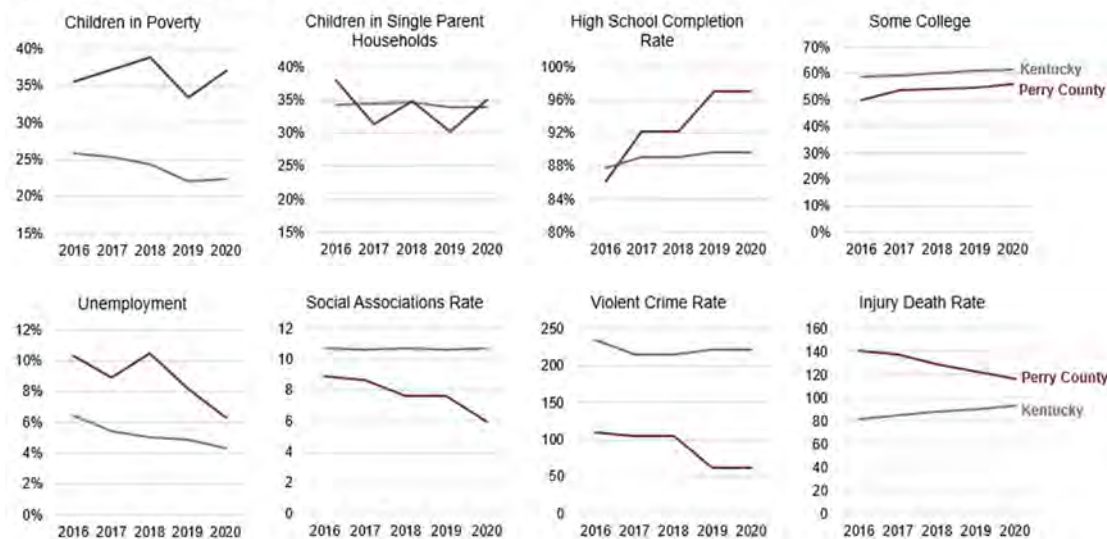 Children in Poverty
40%
35%
30%
25%
20%
15%
2016 2017 2018 2019 2020
Children in Single Parent
Households
40%
35%
30%
25%
20%
15%
2016 2017 2018 2019 2020
High School Completion
Rate
100%
96%
92%
88%
84%
80%
2016 2017 2018 2019 2020
Some College
70%
60%
50%
40%
30%
20%
10%
0%
Kentucky
Perry County
2016 2017 2018 2019 2020
Unemployment
12%
10%
8%
6%
4%
2%
0%
2016 2017 2018 2019 2020
Social Associations Rate
12
10
8
6
4
2
0
2016 2017 2018 2019 2020
Violent Crime Rate
250
200
150
100
50
0
2016 2017 2018 2019 2020
Injury Death Rate
160
140
120
100
80
60
40
20
0
Perry County
Kentucky
2016 2017 2018 2019 2020